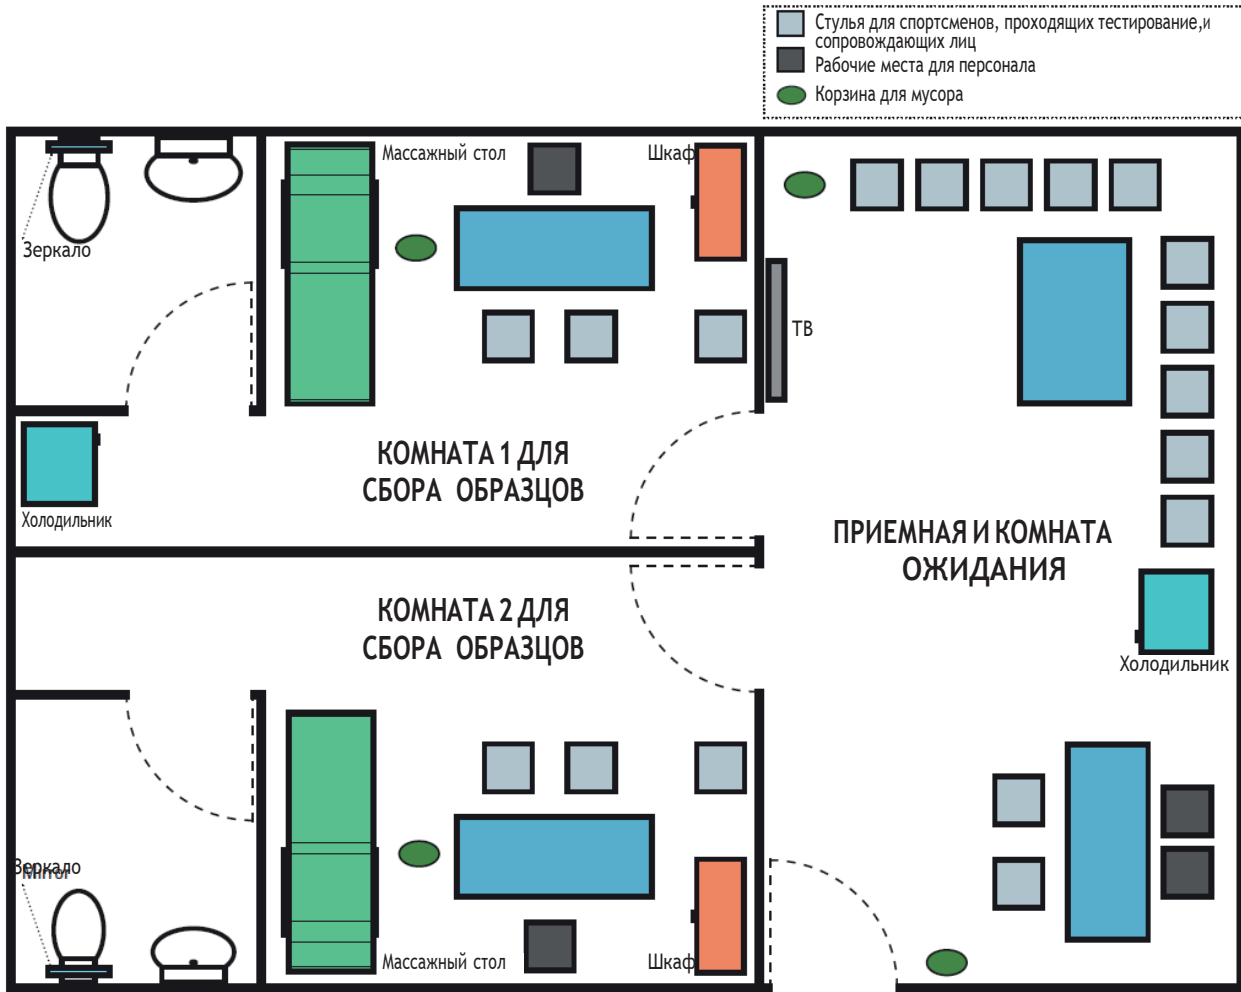 Стулья для спортсменов, проходящих тестирование,и
сопровождающих лиц
Рабочие места для персонала
Корзина для мусора
Массажный стол
Шкаф
Зеркало
ТВ
КОМНАТА 1 ДЛЯ
СБОРА ОБРАЗЦОВ
Холодильник
ПРИЕМНАЯ И КОМНАТА
ОЖИДАНИЯ
КОМНАТА 2 ДЛЯ
СБОРА ОБРАЗЦОВ
Холодильник
Зеркало
Mirror
Массажный стол
Шкаф